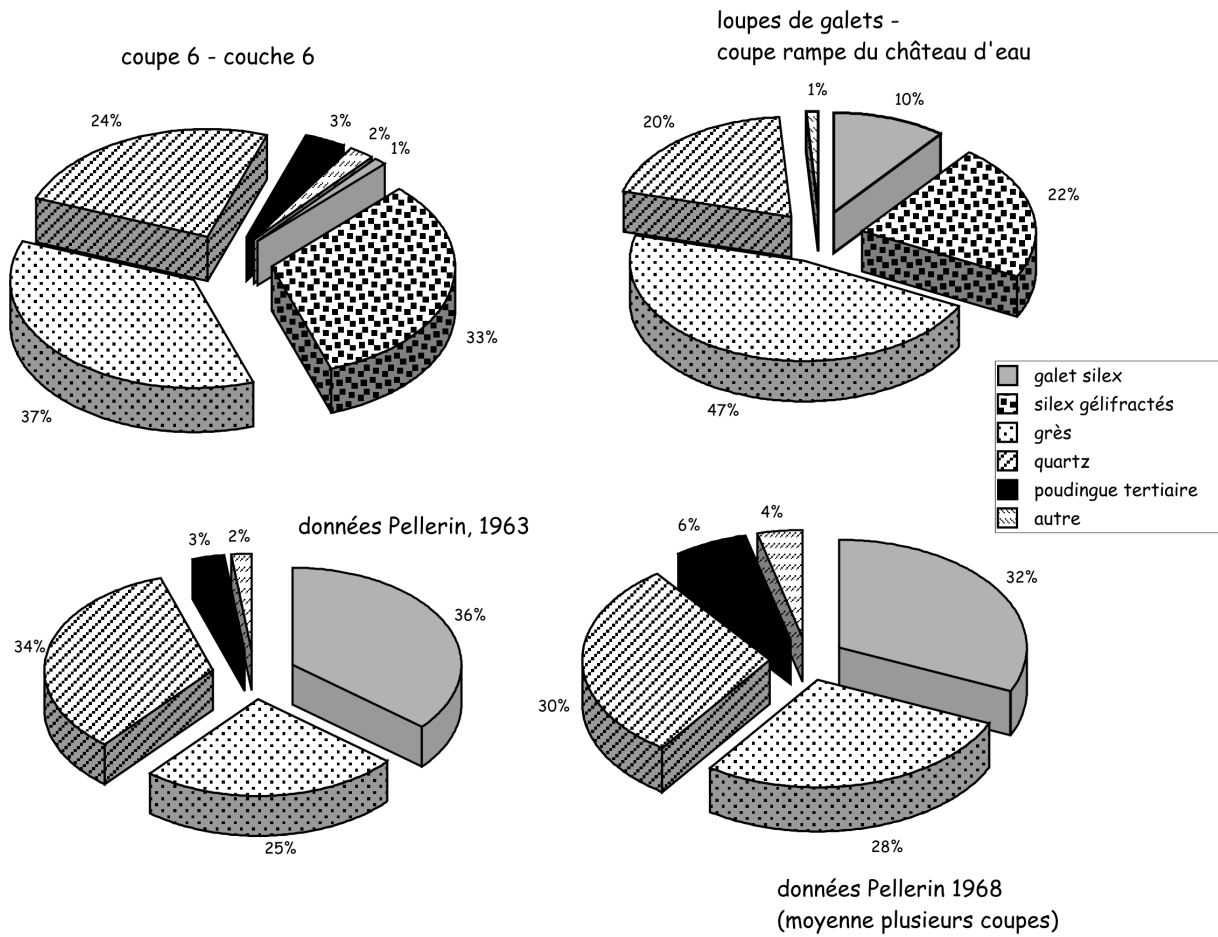 coupe 6 - couche 6
24%
3%
2%
1%
33%
37%
loupes de galets -
coupe rampe du château d'eau
1%
10%
20%
22%
47%
galet silex
silex gélifractés
grès
quartz
poudingue tertiaire
autre
données Pellerin, 1963
3%
2%
36%
34%
25%
6%
4%
32%
30%
28%
données Pellerin 1968
(moyenne plusieurs coupes)